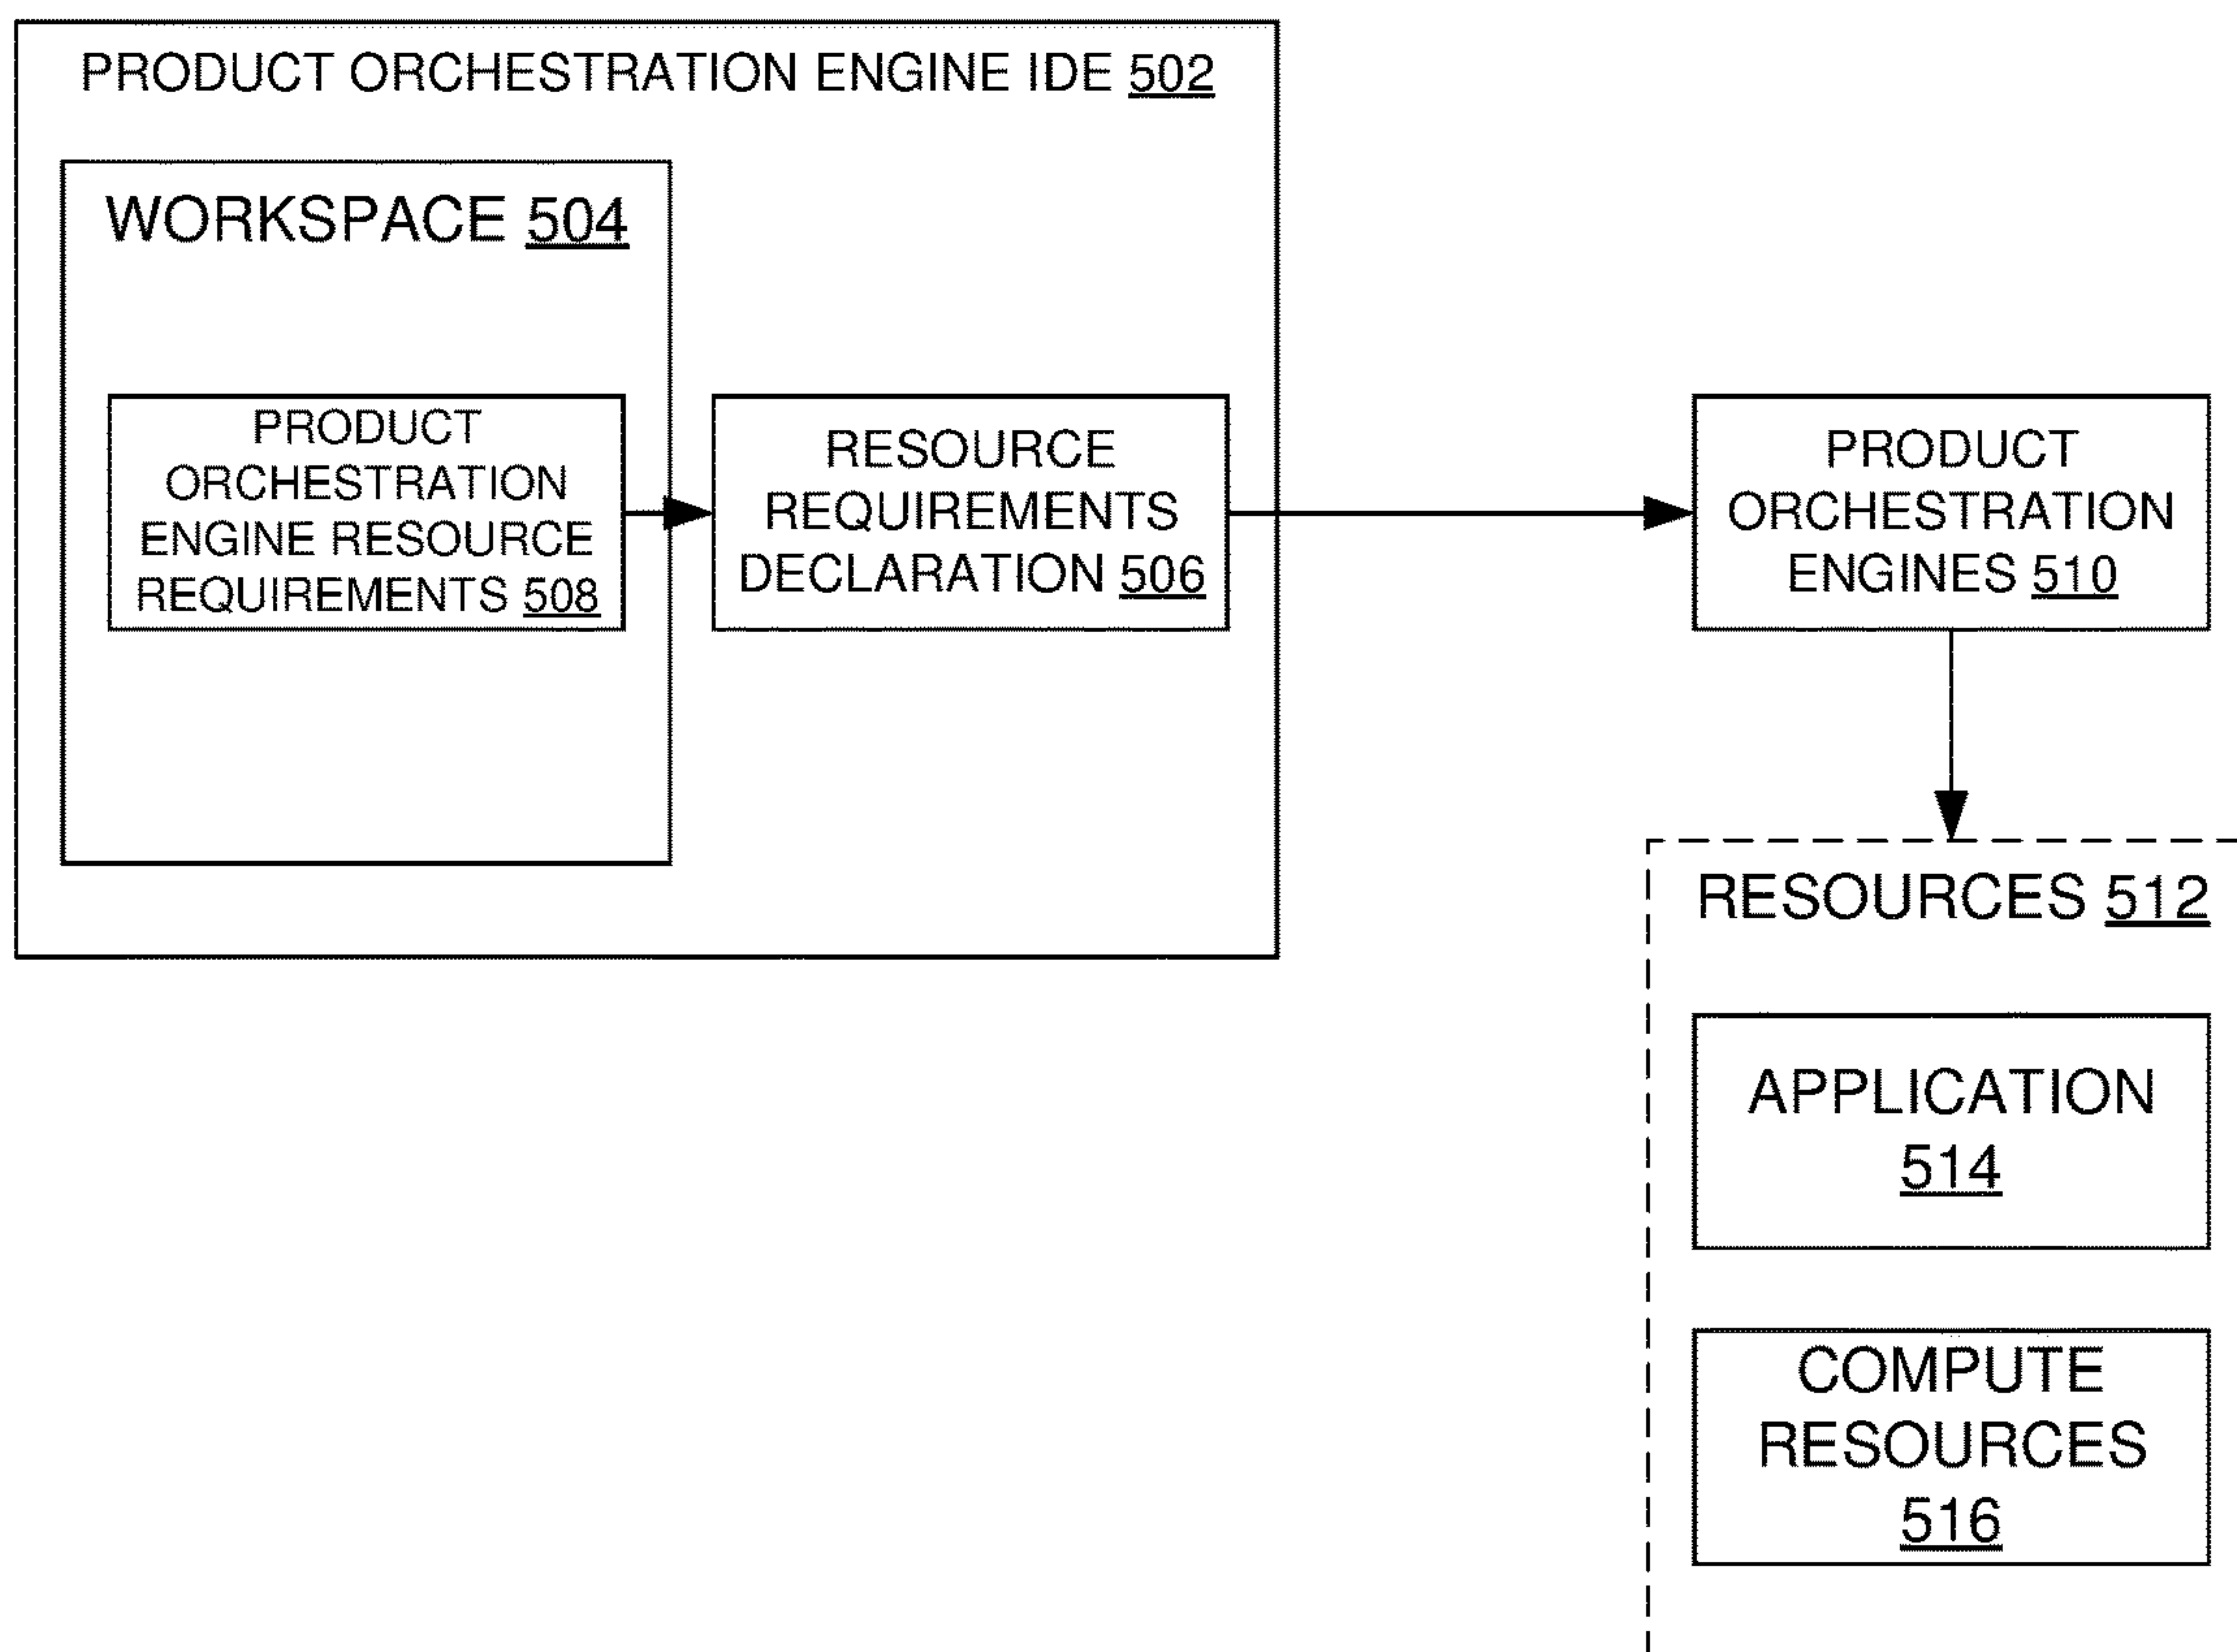 PRODUCT ORCHESTRATION ENGINE IDE 502
WORKSPACE 504
PRODUCT
ORCHESTRATION
ENGINE RESOURCE
REQUIREMENTS 508
RESOURCE
REQUIREMENTS
DECLARATION 506
PRODUCT
ORCHESTRATION
ENGINES 510
RESOURCES 512
APPLICATION
514
COMPUTE
RESOURCES
516